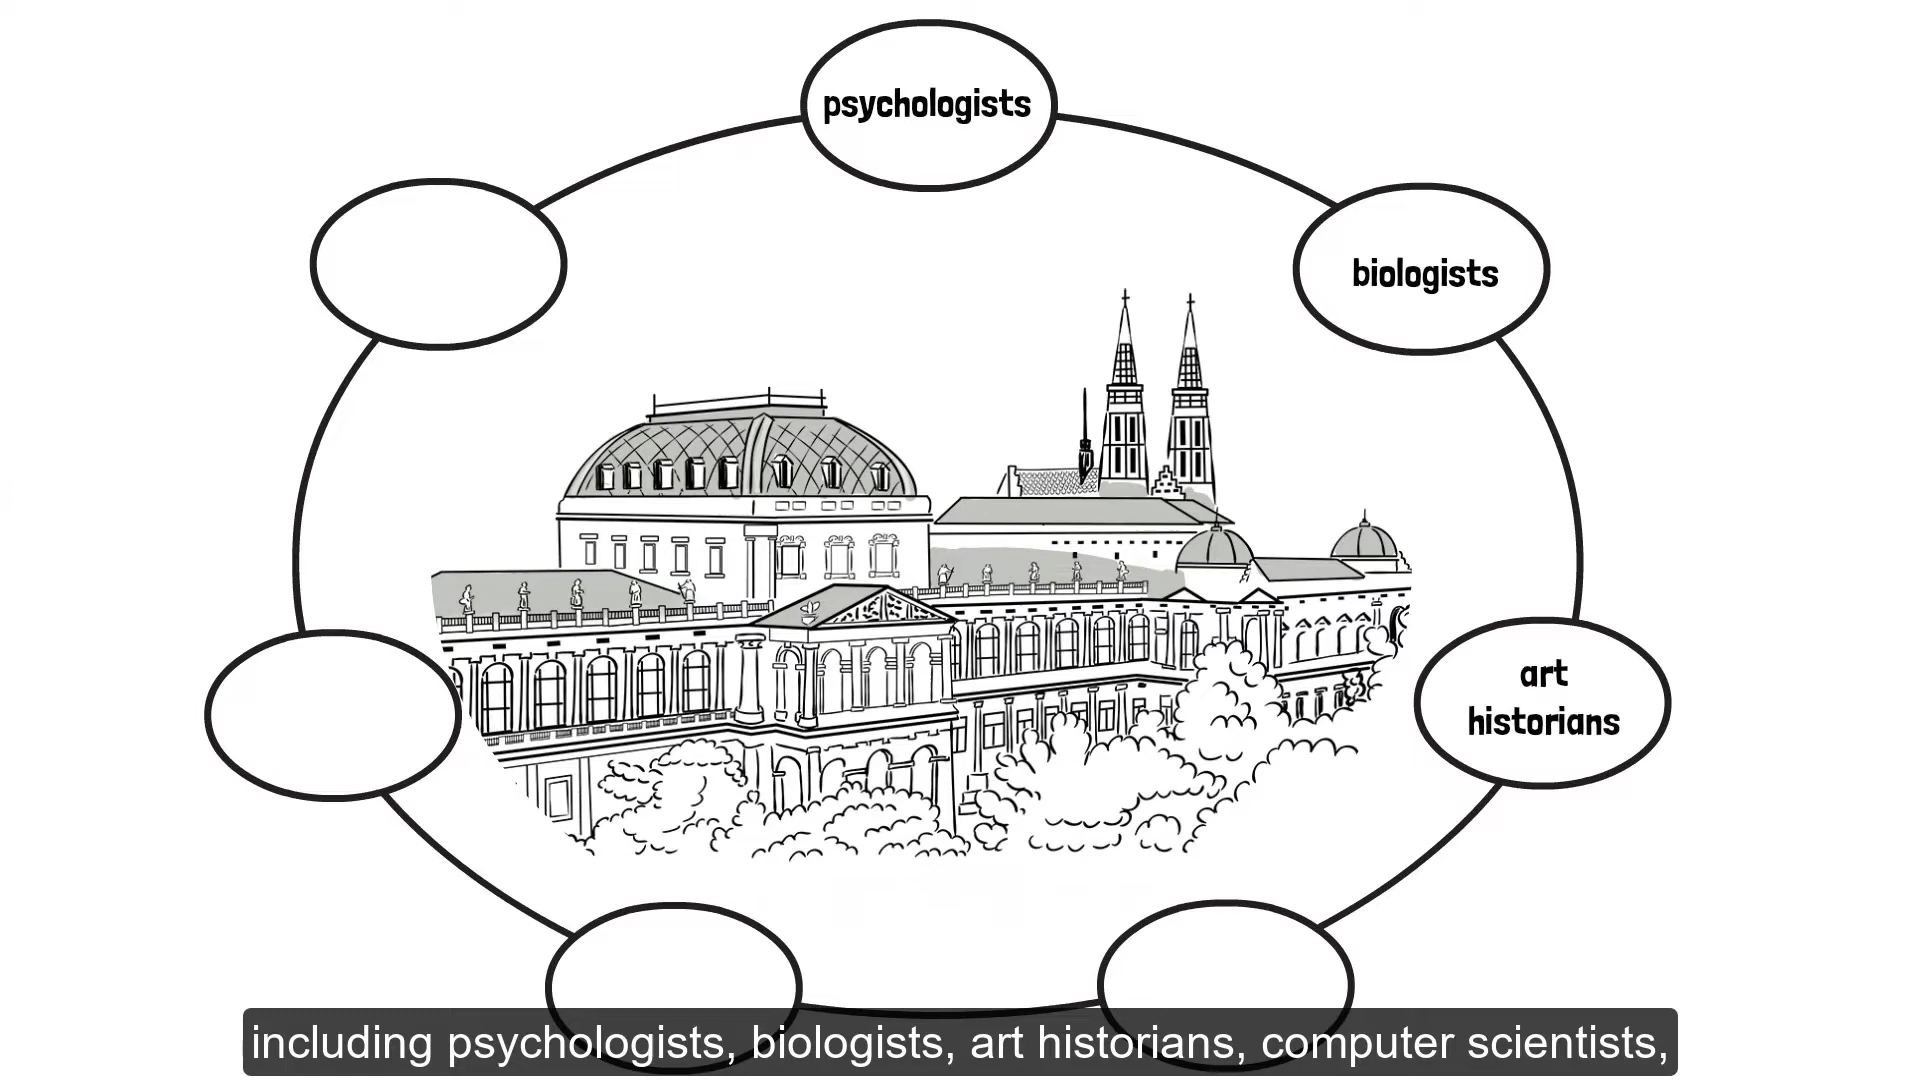 psychologists
biologists
art
historians
including psychologists, biologists, art historians, computer scientists,